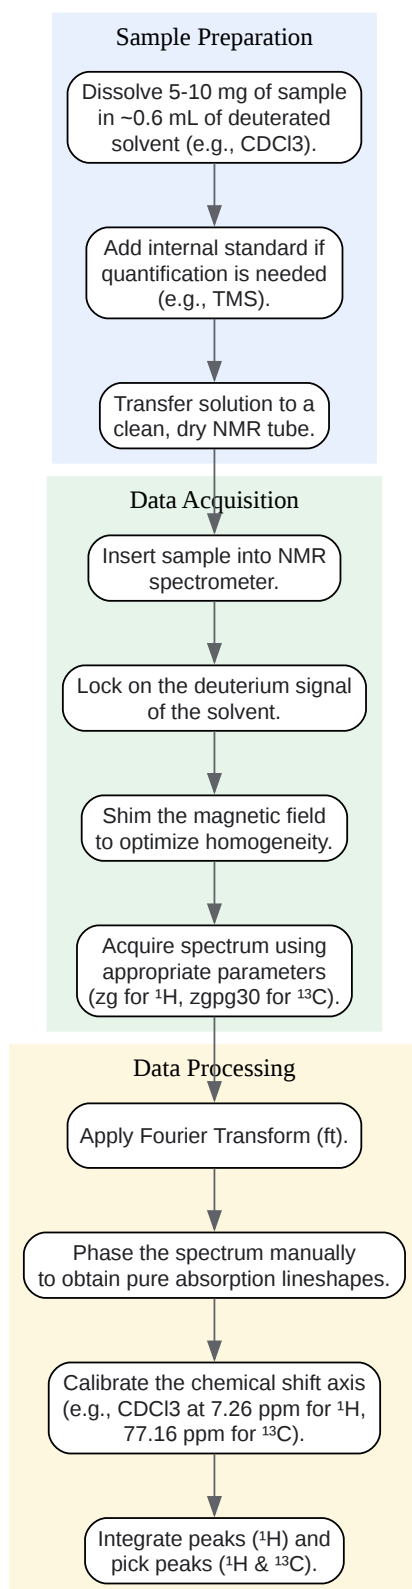 Sample Preparation
Dissolve 5-10 mg of sample
in ~0.6 mL of deuterated
solvent (e.g., CDCl3).
Add internal standard if
quantification is needed
(e.g., TMS).
Transfer solution to a
clean, dry NMR tube.
Data Acquisition
Insert sample into NMR
spectrometer.
Lock on the deuterium signal
of the solvent.
Shim the magnetic field
to optimize homogeneity.
Acquire spectrum using
appropriate parameters
(zg for ¹H, zgpg30 for ¹³C).
Data Processing
Apply Fourier Transform (ft).
Phase the spectrum manually
to obtain pure absorption lineshapes.
Calibrate the chemical shift axis
(e.g., CDCl3 at 7.26 ppm for ¹H,
77.16 ppm for ¹³C).
Integrate peaks (¹H) and
pick peaks (¹H & ¹³C).